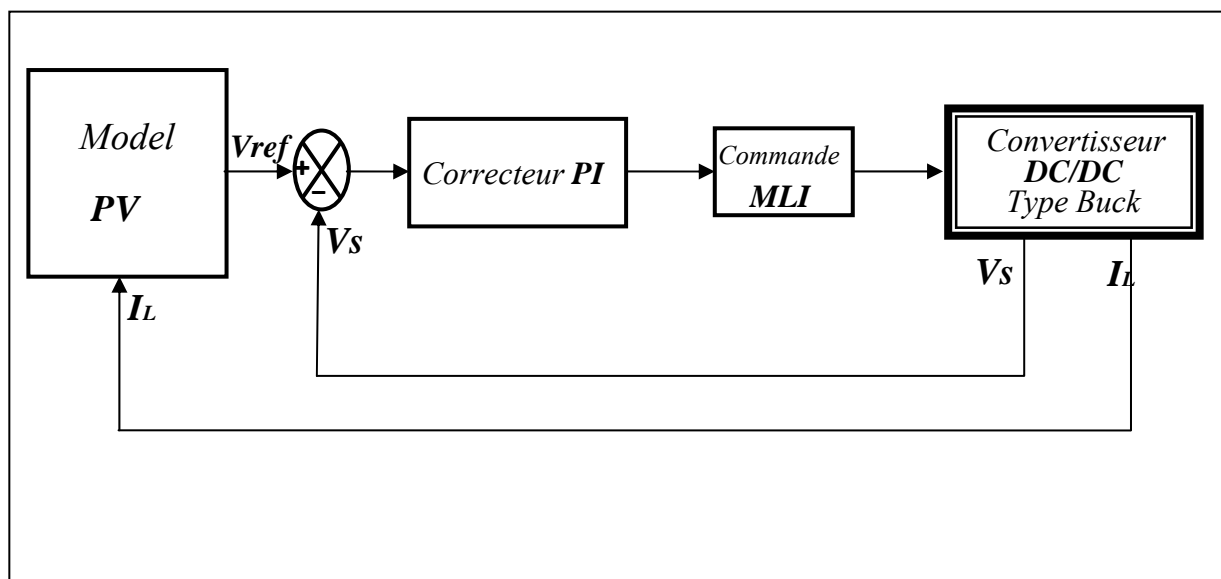 Model
PV
Vref
+
−
Vs
Correcteur PI
Commande
MLI
Convertisseur
DC/DC
Type Buck
Vs
IL
IL